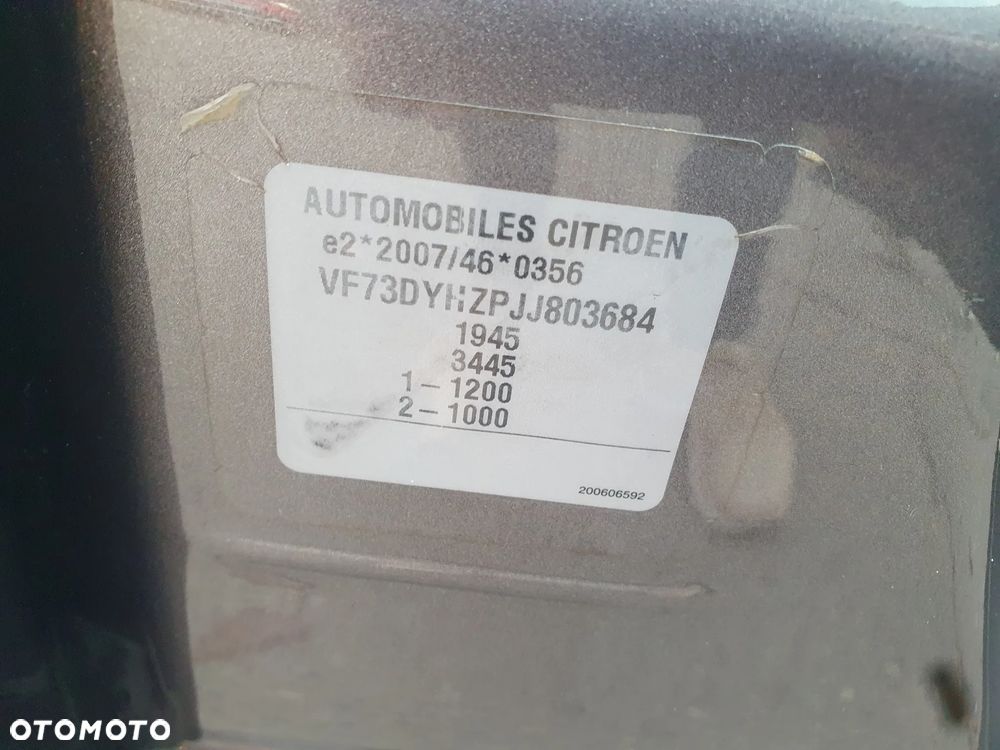 AUTOMOBILES CITROEN
e2*2007/46*0356
VF73DYHZPJJ803684
1945
3445
1 – 1200
2 – 1000
200606592
OTOMOTO